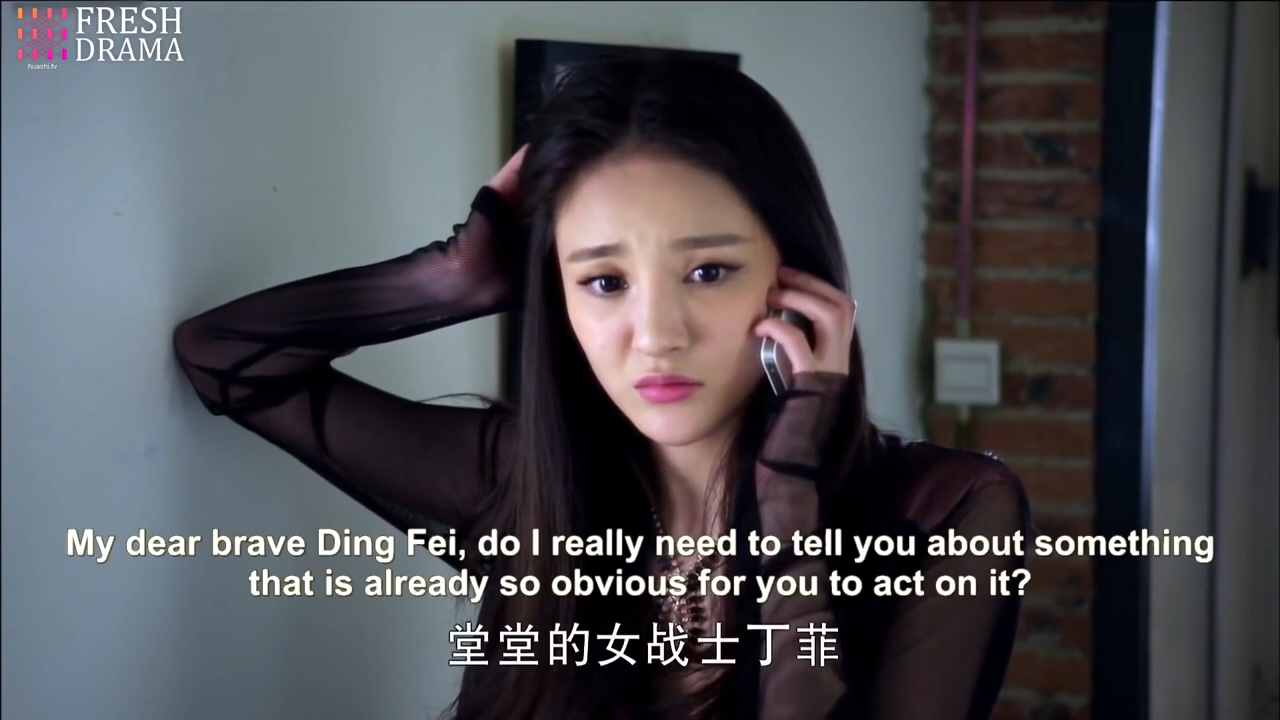 FRESH
DRAMA
huashi.tv
My dear brave Ding Fei, do I really need to tell you about something
that is already so obvious for you to act on it?
堂堂的女战士丁菲